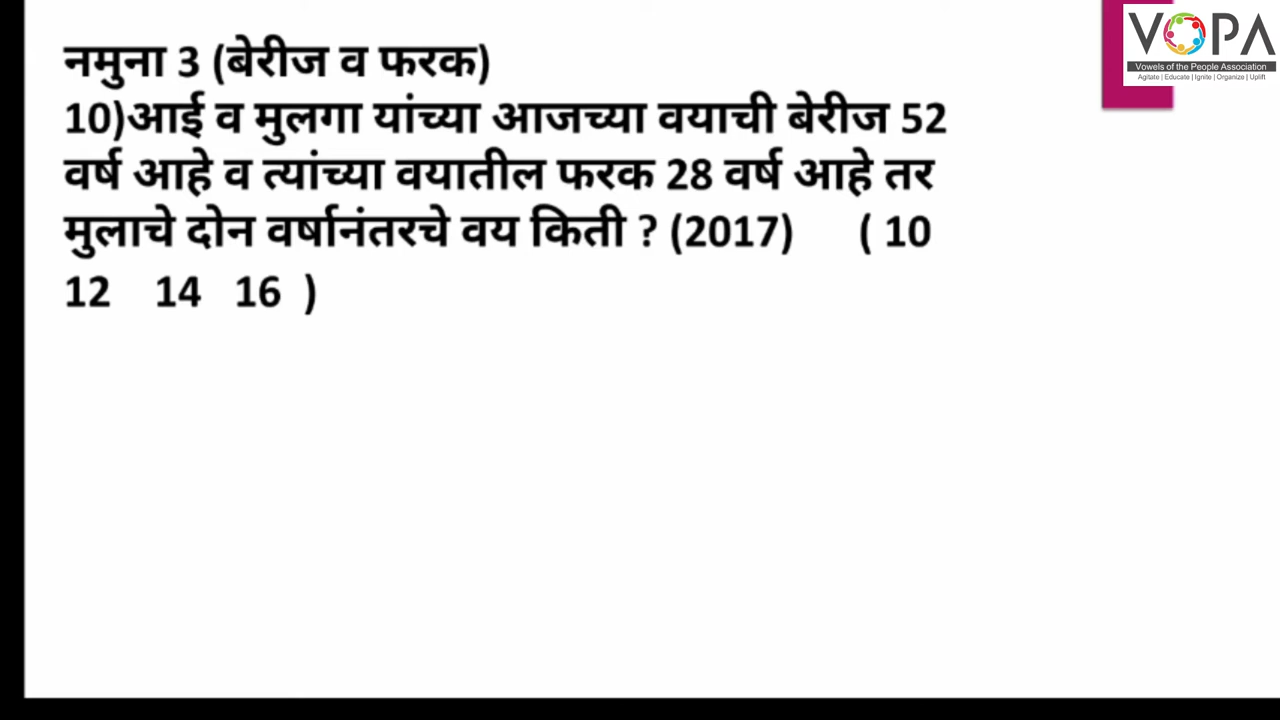 VOPA
Vowels of the People Association
Agitate | Educate | Ignite | Organize | Uplift
नमुना 3 (बेरीज व फरक)
10)आई व मुलगा यांच्या आजच्या वयाची बेरीज 52
वर्ष आहे व त्यांच्या वयातील फरक 28 वर्ष आहे तर
मुलाचे दोन वर्षानंतरचे वय किती ? (2017) ( 10
12 14 16 )